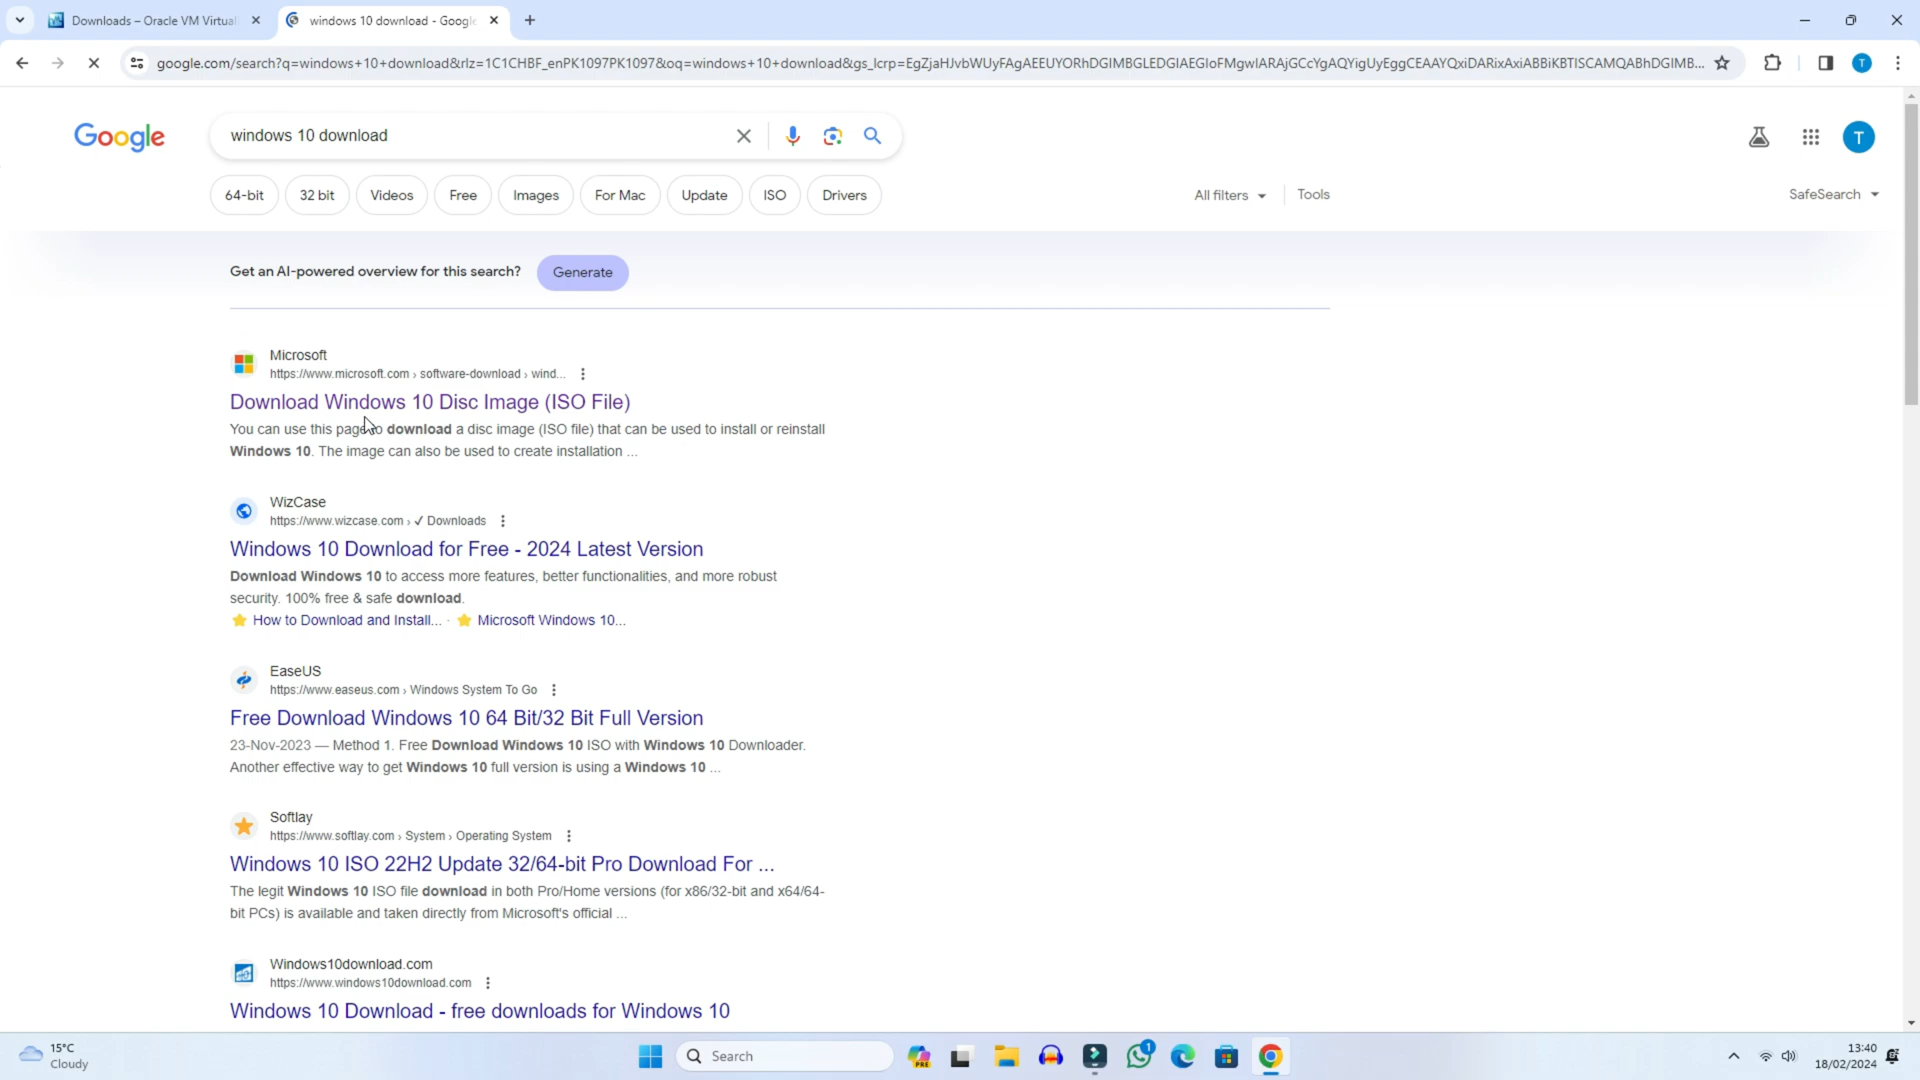 Downloads – Oracle VM Virtual
windows 10 download - Google
google.com/search?q=windows+10+download&rlz=1C1CHBF_enPK1097PK1097&oq=windows+10+download&gs_lcrp=EgZjaHJvbWUyFAgAEEUYORhDGIMBGLEDGIAEGIoFMgwIARAjGCcYgAQYigUyEggCEAAYQxiDARixAxiABBiKBTISCAMQABhDGIMB...
Google
windows 10 download
64-bit
32 bit
Videos
Free
Images
For Mac
Update
ISO
Drivers
All filters
Tools
SafeSearch
T
T
Get an AI-powered overview for this search?
Generate
Microsoft
https://www.microsoft.com › software-download › wind...
Download Windows 10 Disc Image (ISO File)
You can use this page to download a disc image (ISO file) that can be used to install or reinstall
Windows 10. The image can also be used to create installation ...
WizCase
https://www.wizcase.com › ✓ Downloads
Windows 10 Download for Free - 2024 Latest Version
Download Windows 10 to access more features, better functionalities, and more robust
security. 100% free & safe download.
How to Download and Install... · Microsoft Windows 10...
EaseUS
https://www.easeus.com › Windows System To Go
Free Download Windows 10 64 Bit/32 Bit Full Version
23-Nov-2023 — Method 1. Free Download Windows 10 ISO with Windows 10 Downloader.
Another effective way to get Windows 10 full version is using a Windows 10 ...
Softlay
https://www.softlay.com › System › Operating System
Windows 10 ISO 22H2 Update 32/64-bit Pro Download For ...
The legit Windows 10 ISO file download in both Pro/Home versions (for x86/32-bit and x64/64-
bit PCs) is available and taken directly from Microsoft's official ...
Windows10download.com
https://www.windows10download.com
Windows 10 Download - free downloads for Windows 10
15°C
Cloudy
Search
PRE
1
13:40
18/02/2024